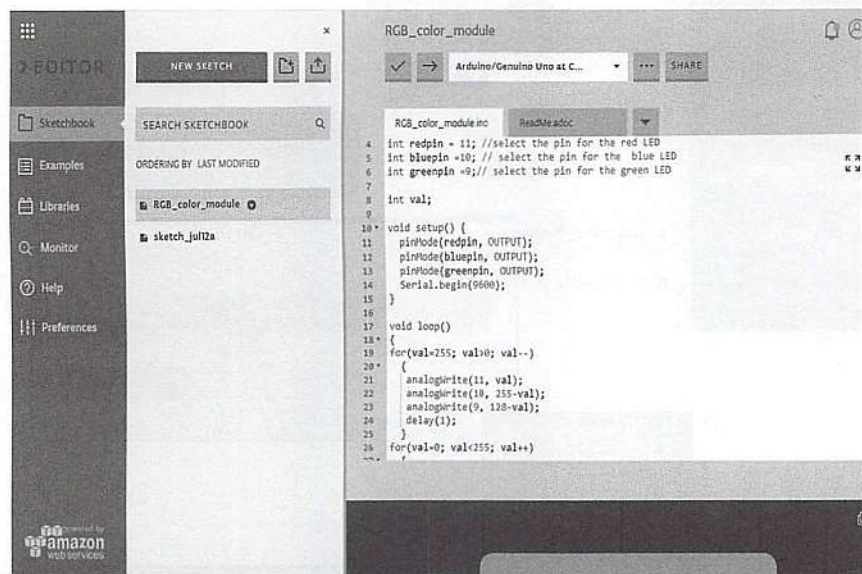 EDITOR
Sketchbook
Examples
Libraries
Monitor
Help
Preferences
powered by
amazon
web services
×
NEW SKETCH
SEARCH SKETCHBOOK
ORDERING BY LAST MODIFIED
RGB_color_module
sketch_jul12a
RGB_color_module
Arduino/Genuino Uno at C...
...
SHARE
RGB_color_module.ino
ReadMe.adoc
4 int redpin = 11; //select the pin for the red LED
5 int bluepin =10; // select the pin for the blue LED
6 int greenpin =9;// select the pin for the green LED
7
8 int val;
9
10 void setup() {
11 pinMode(redpin, OUTPUT);
12 pinMode(bluepin, OUTPUT);
13 pinMode(greenpin, OUTPUT);
14 Serial.begin(9600);
15 }
16
17 void loop()
18 {
19 for(val=255; val>0; val--)
20 {
21 analogWrite(11, val);
22 analogWrite(10, 255-val);
23 analogWrite(9, 128-val);
24 delay(1);
25 }
26 for(val=0; val<255; val++)